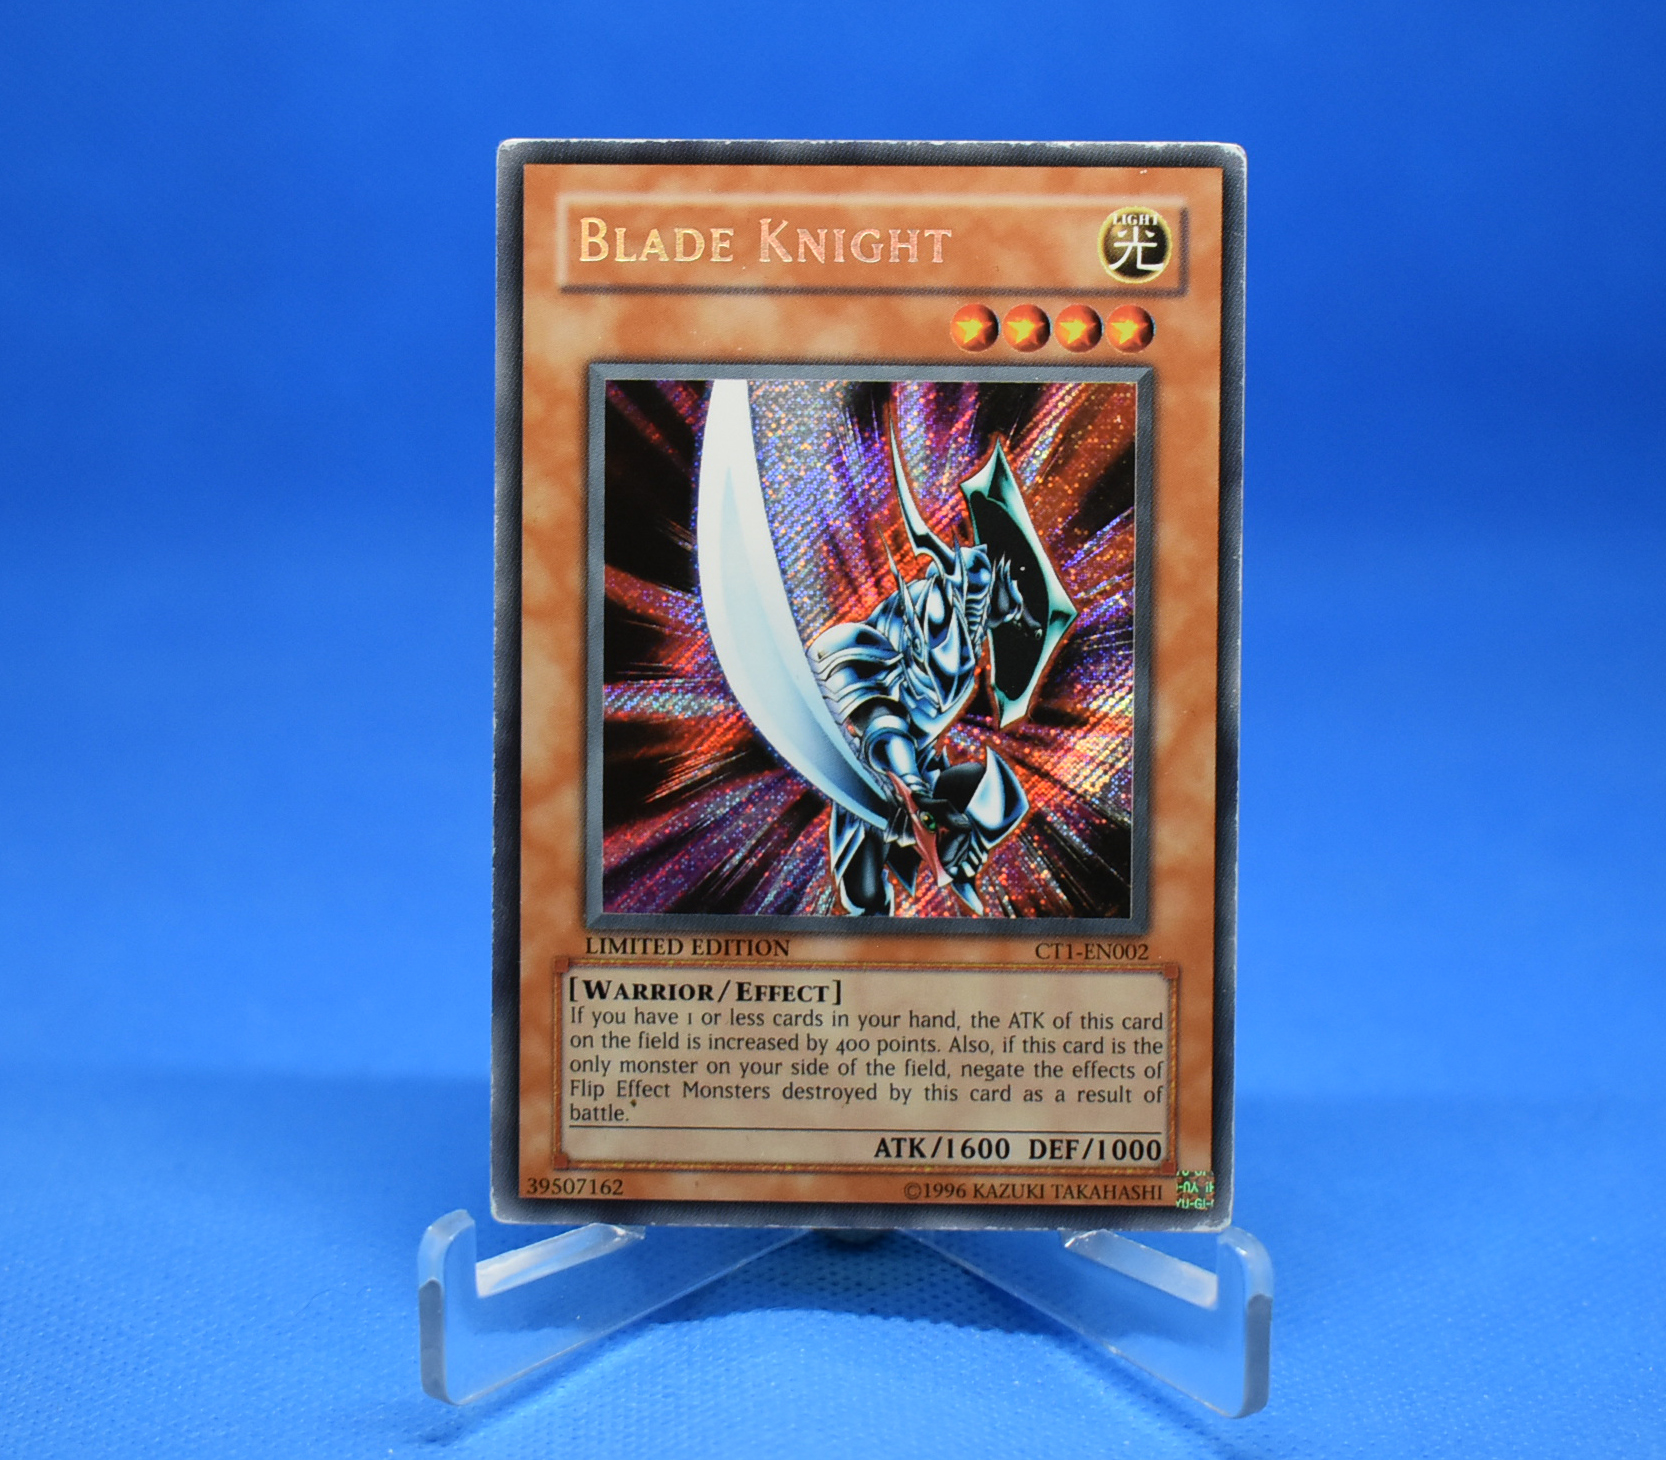 BLADE KNIGHT
LIGHT
光
LIMITED EDITION
CT1-EN002
[WARRIOR/EFFECT]
If you have 1 or less cards in your hand, the ATK of this card
on the field is increased by 400 points. Also, if this card is the
only monster on your side of the field, negate the effects of
Flip Effect Monsters destroyed by this card as a result of
battle.
ATK/1600 DEF/1000
39507162
©1996 KAZUKI TAKAHASHI